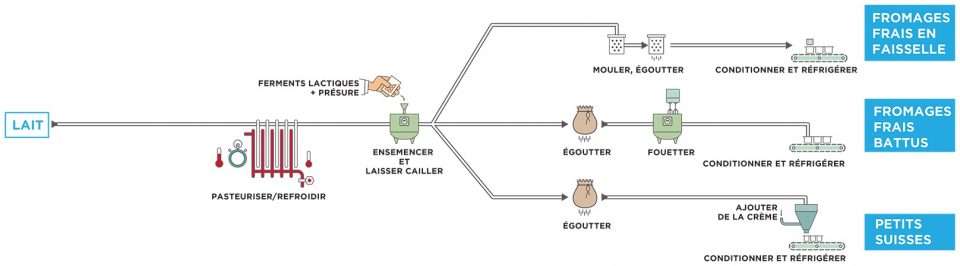 LAIT
PASTEURISER/REFROIDIR
FERMENTS LACTIQUES
+ PRÉSURE
ENSEMENCER
ET
LAISSER CAILLER
MOULER, ÉGOUTTER
CONDITIONNER ET RÉFRIGÉRER
FROMAGES
FRAIS EN
FAISSELLE
ÉGOUTTER
FOUETTER
CONDITIONNER ET RÉFRIGÉRER
FROMAGES
FRAIS
BATTUS
ÉGOUTTER
AJOUTER
DE LA CRÈME
CONDITIONNER ET RÉFRIGÉRER
PETITS
SUISSES